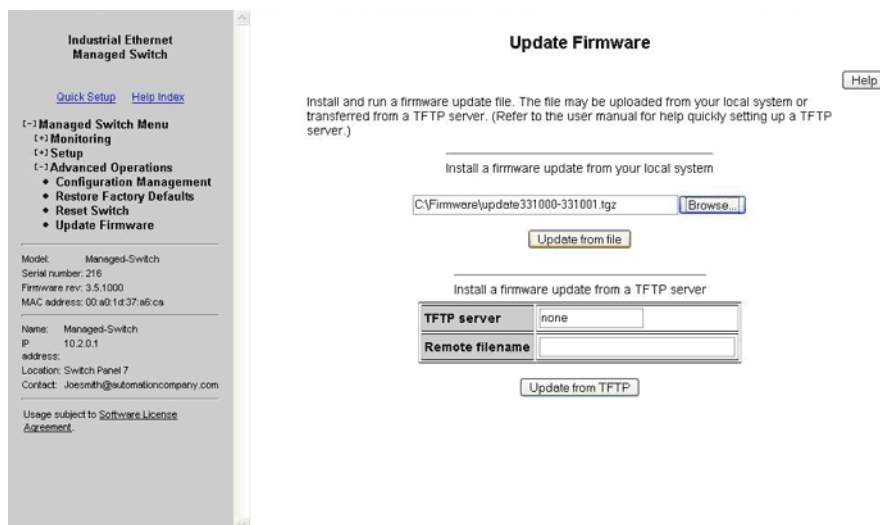 Industrial Ethernet
Managed Switch
Quick Setup Help Index
[-] Managed Switch Menu
[+] Monitoring
[+] Setup
[-] Advanced Operations
Configuration Management
Restore Factory Defaults
Reset Switch
Update Firmware
Model: Managed-Switch
Serial number: 216
Firmware rev: 3.5.1000
MAC address: 00:a0:1d:37:a6:ca
Name: Managed-Switch
IP address: 10.2.0.1
Location: Switch Panel 7
Contact: Joesmith@automationcompany.com
Usage subject to Software License
Agreement.
Update Firmware
Help
Install and run a firmware update file. The file may be uploaded from your local system or
transferred from a TFTP server. (Refer to the user manual for help quickly setting up a TFTP
server.)
Install a firmware update from your local system
C:\Firmware\update331000-331001.tgz Browse...
Update from file
Install a firmware update from a TFTP server
TFTP server none
Remote filename
Update from TFTP